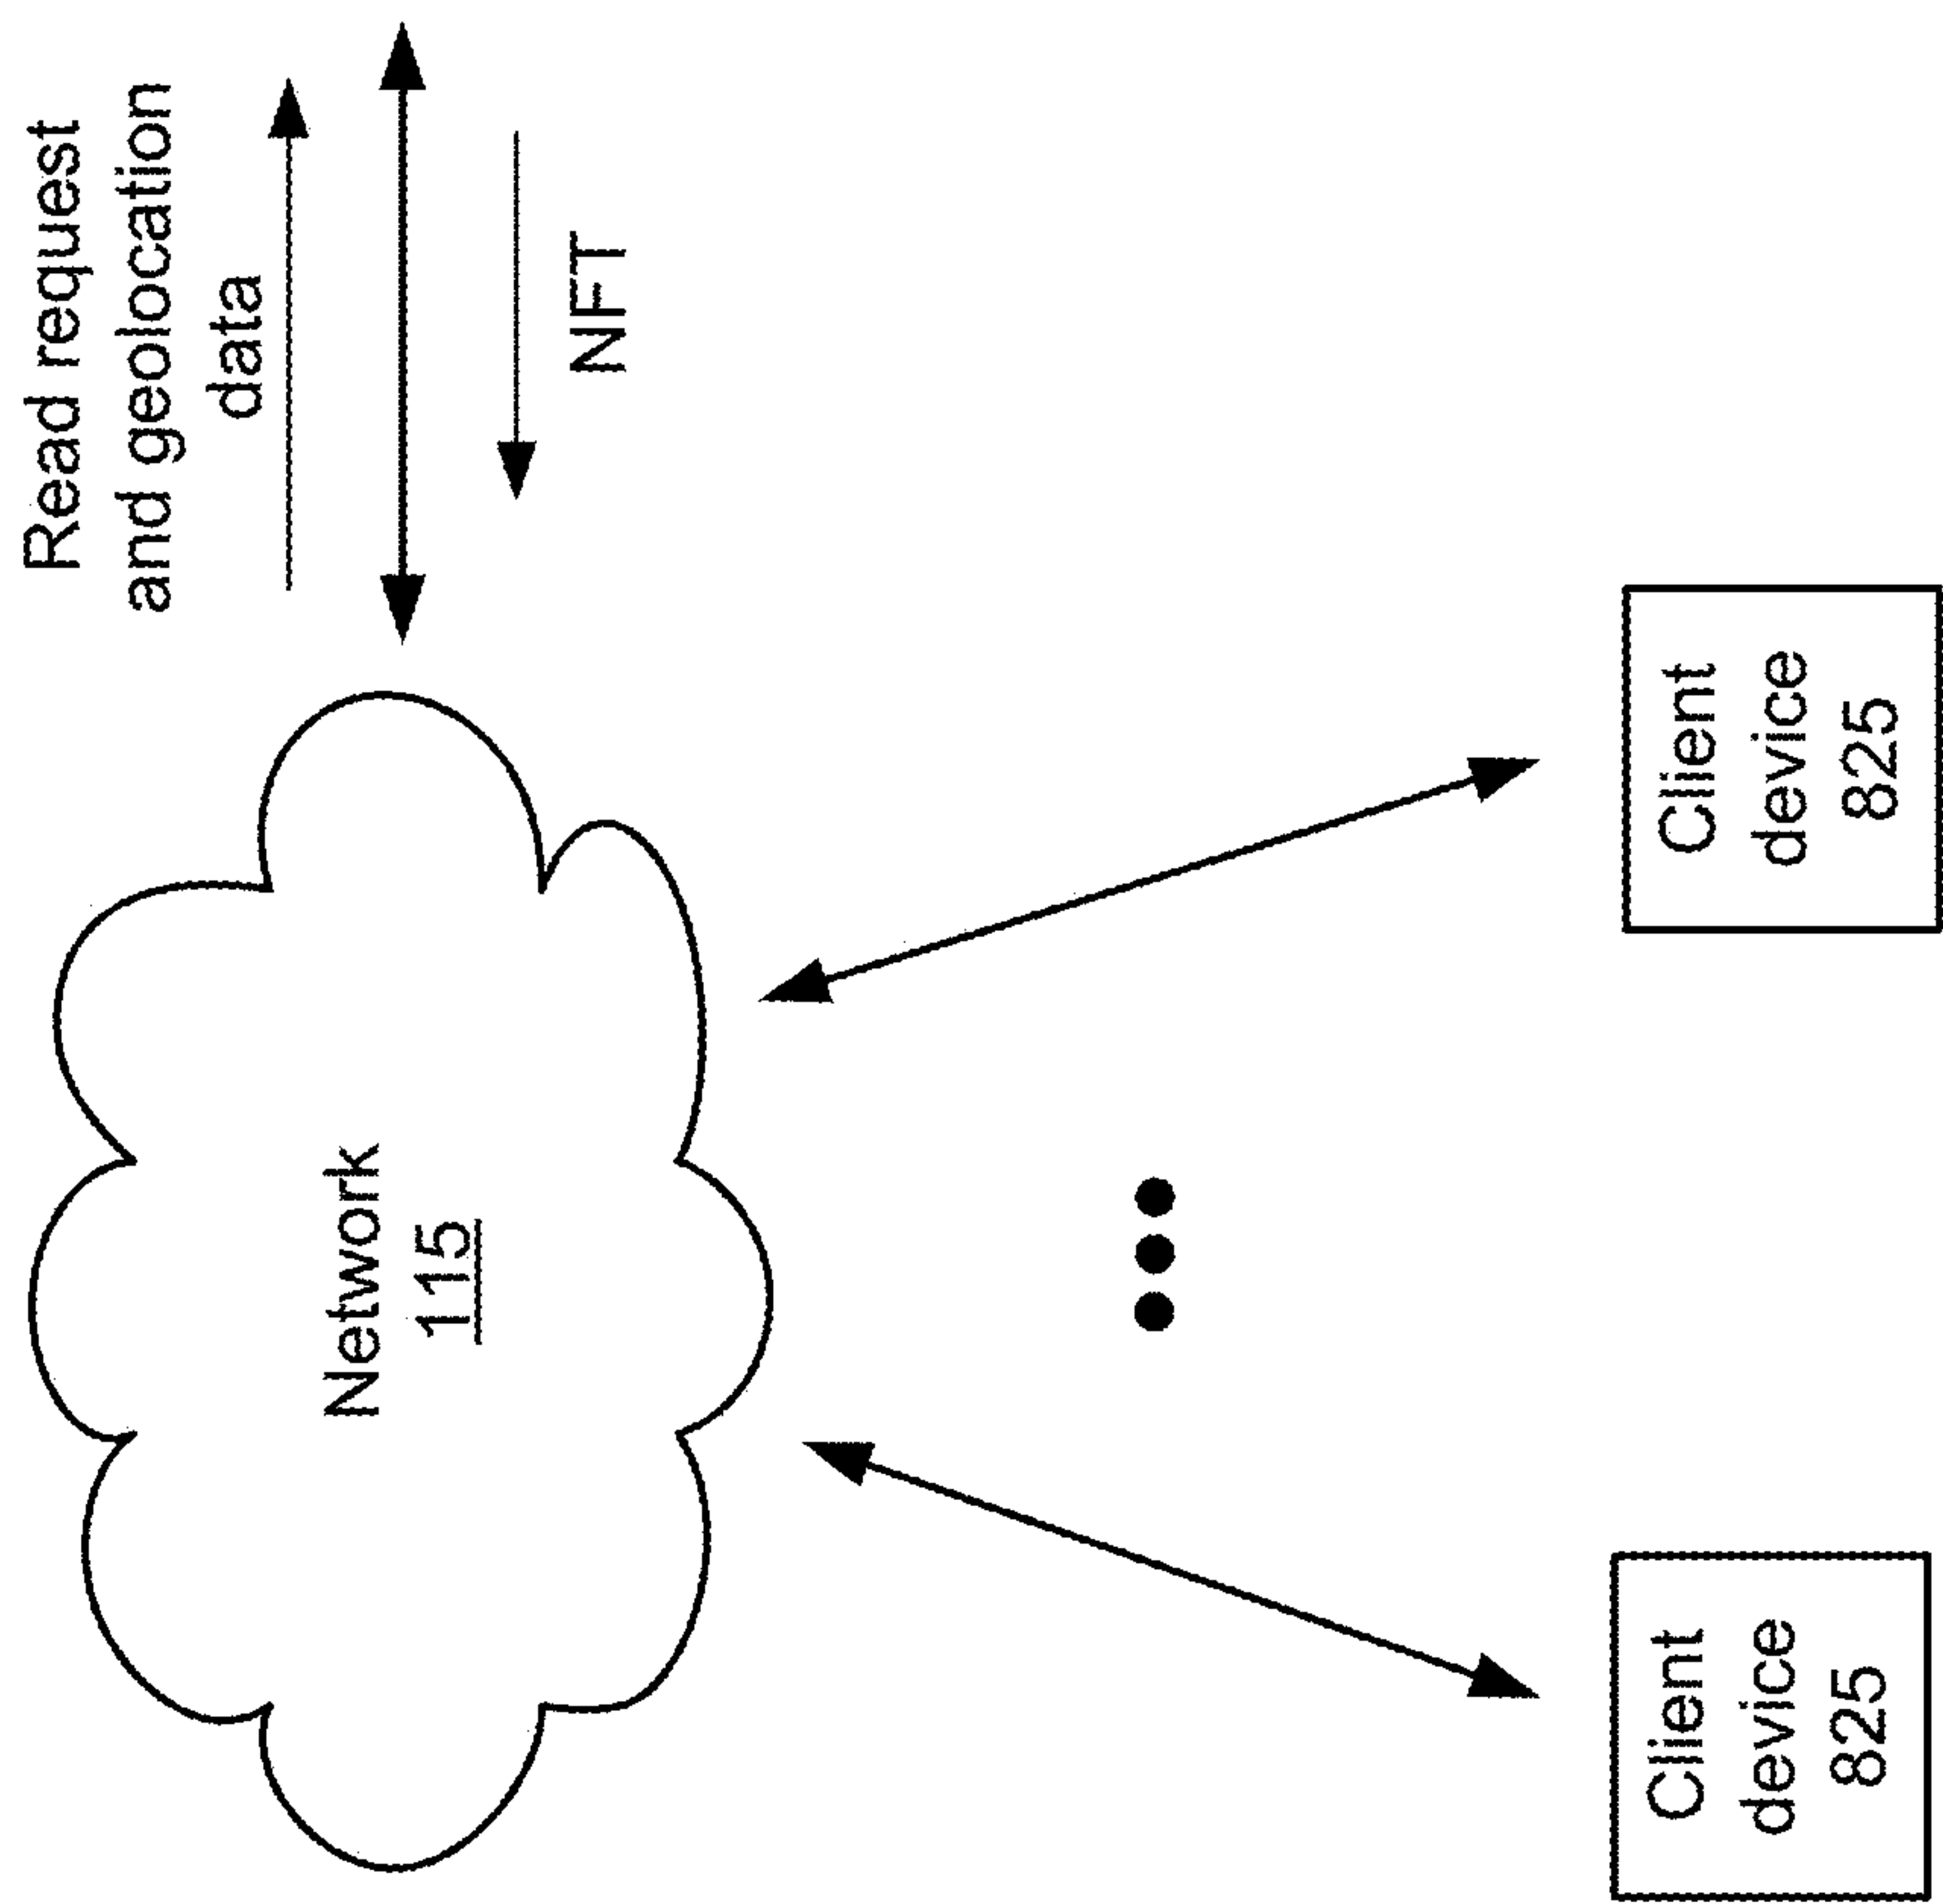 Read request
and geolocation
data
NFT
Network
115
Client
device
825
Client
device
825